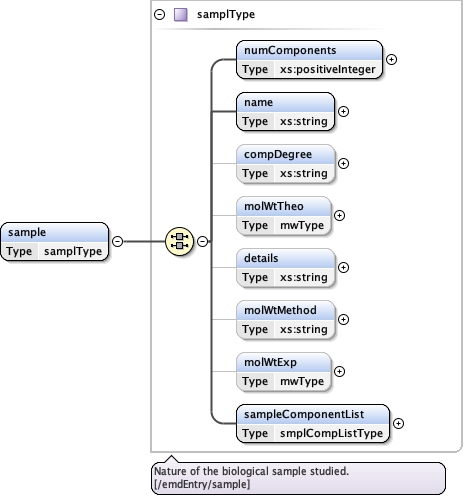 samplType
numComponents
Type xs:positiveInteger
name
Type xs:string
compDegree
Type xs:string
molWtTheo
Type mwType
sample
Type samplType
details
Type xs:string
molWtMethod
Type xs:string
molWtExp
Type mwType
sampleComponentList
Type smplCompListType
Nature of the biological sample studied.
[/emdEntry/sample]